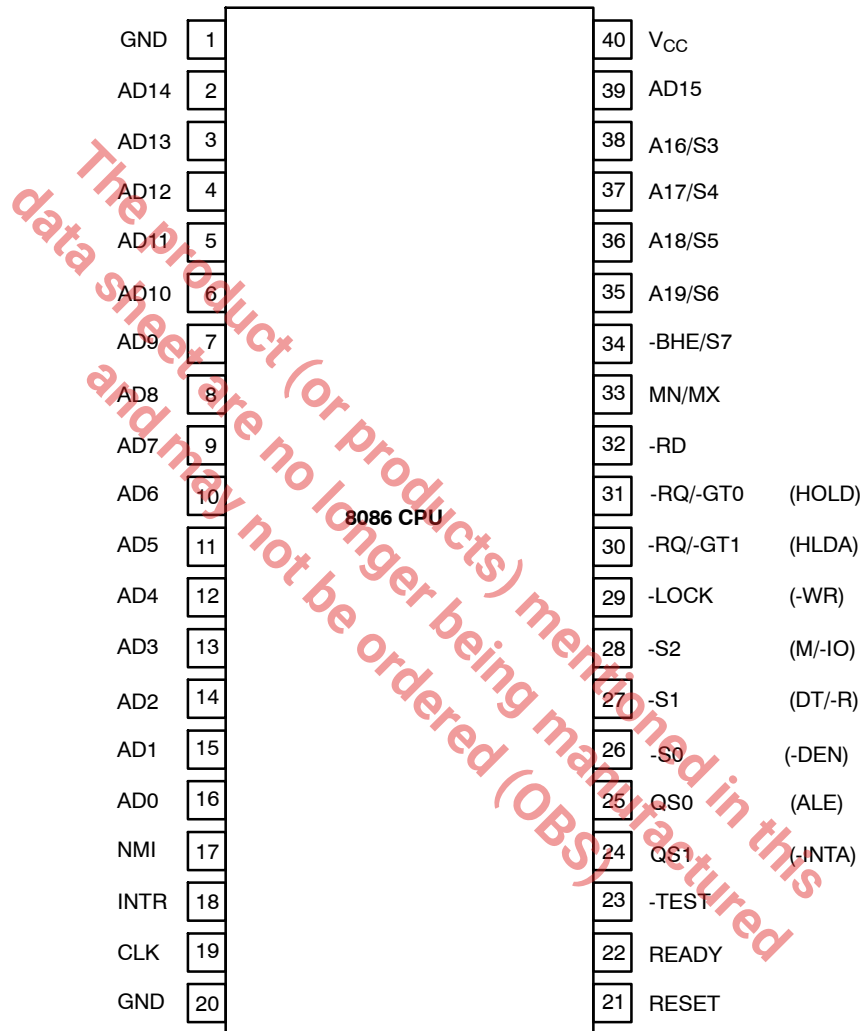 GND 1
AD14 2
AD13 3
AD12 4
AD11 5
AD10 6
AD9 7
AD8 8
AD7 9
AD6 10
AD5 11
AD4 12
AD3 13
AD2 14
AD1 15
AD0 16
NMI 17
INTR 18
CLK 19
GND 20
8086 CPU
40 VCC
39 AD15
38 A16/S3
37 A17/S4
36 A18/S5
35 A19/S6
34 -BHE/S7
33 MN/MX
32 -RD
31 -RQ/-GT0 (HOLD)
30 -RQ/-GT1 (HLDA)
29 -LOCK (-WR)
28 -S2 (M/-IO)
27 -S1 (DT/-R)
26 -S0 (-DEN)
25 QS0 (ALE)
24 QS1 (-INTA)
23 -TEST
22 READY
21 RESET
The product (or products) mentioned in this
data sheet are no longer being manufactured
and may not be ordered (OBS)